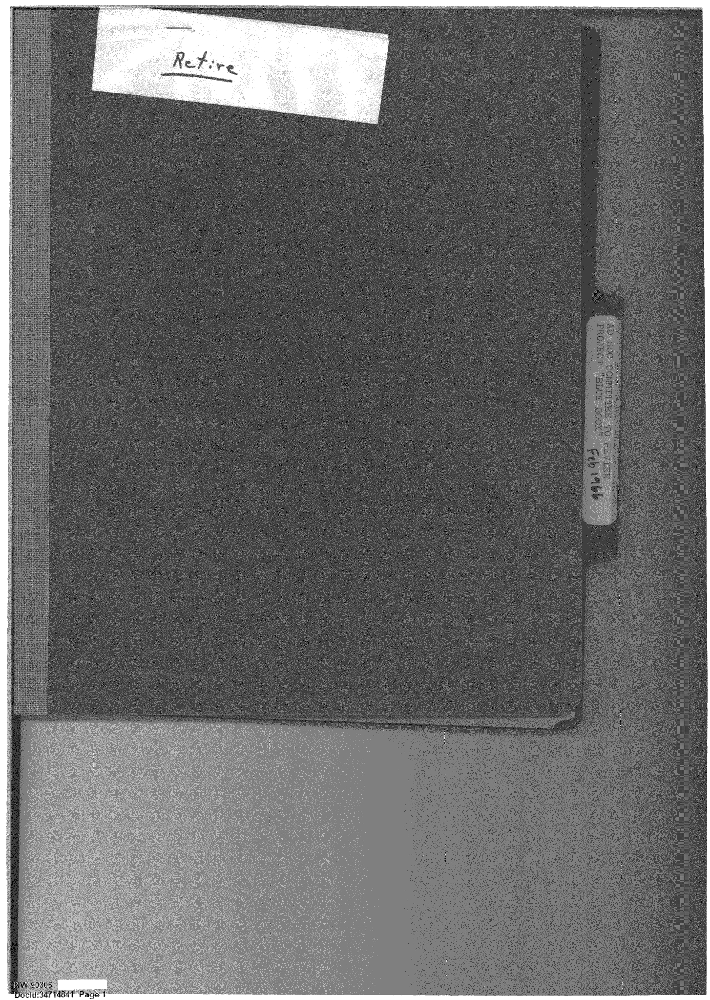 Retire
AD HOC COMMITTEE TO REVIEW
PROJECT "BLUE BOOK"
Feb 1966
NW 90306
DocId:34714841 Page 1